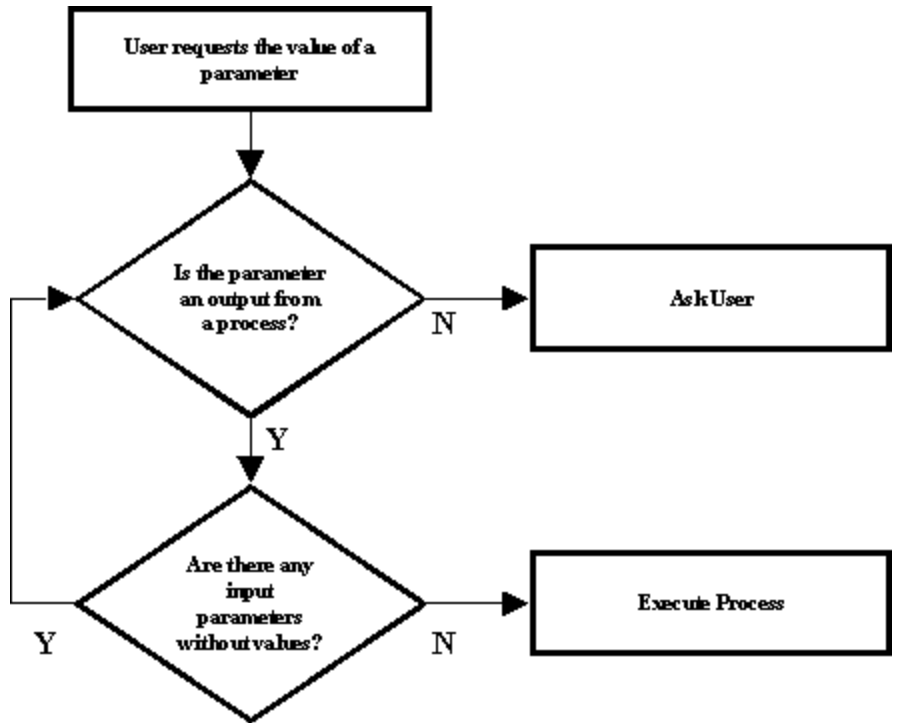 User requests the value of a
parameter
Is the parameter
an output from
a process?
N
Ask User
Y
Are there any
input
parameters
without values?
Y
N
Execute Process